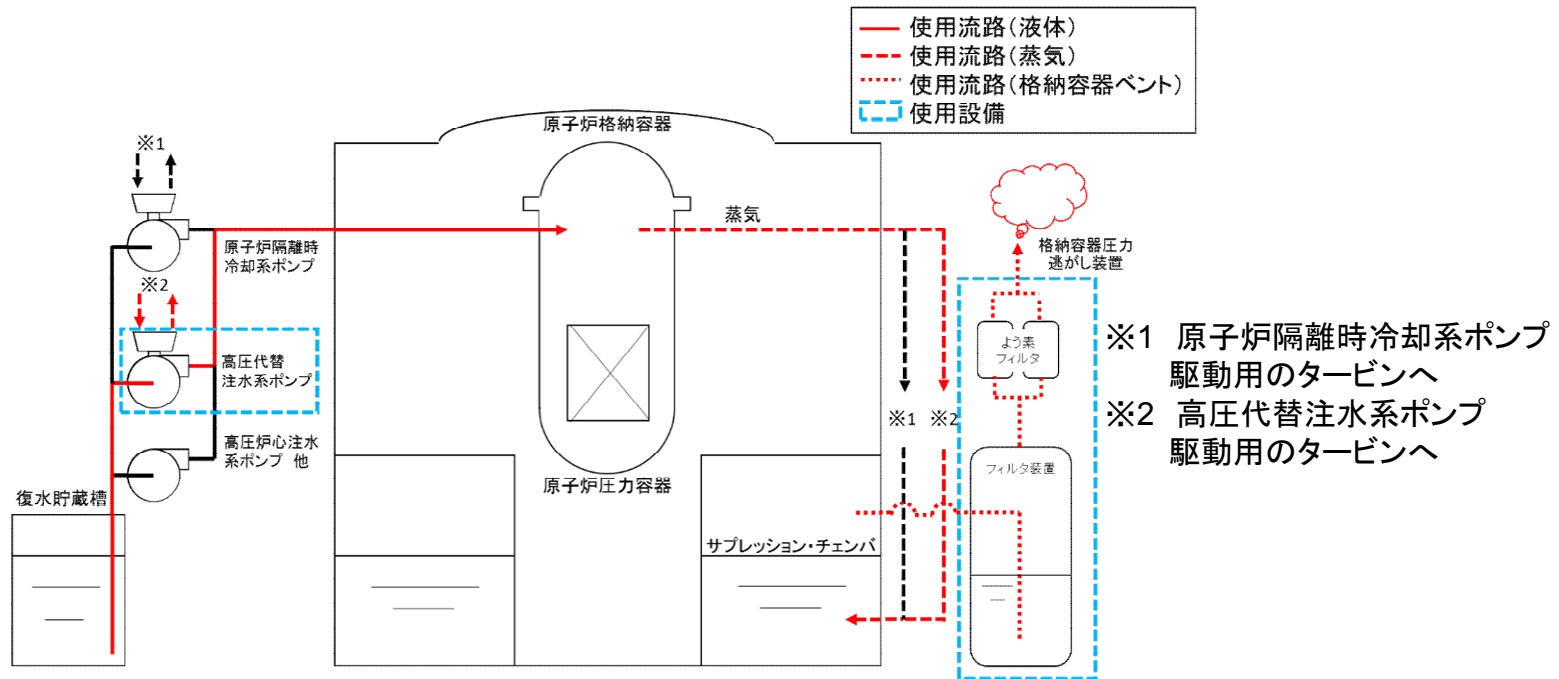 使用流路(液体)
使用流路(蒸気)
使用流路(格納容器ベント)
使用設備
原子炉格納容器
※1
原子炉隔離時
冷却系ポンプ
※2
高圧代替
注水系ポンプ
高圧炉心注水
系ポンプ 他
復水貯蔵槽
蒸気
原子炉圧力容器
サプレッション・チェンバ
※1
※2
格納容器圧力
逃がし装置
よう素
フィルタ
フィルタ装置
※1 原子炉隔離時冷却系ポンプ
駆動用のタービンへ
※2 高圧代替注水系ポンプ
駆動用のタービンへ